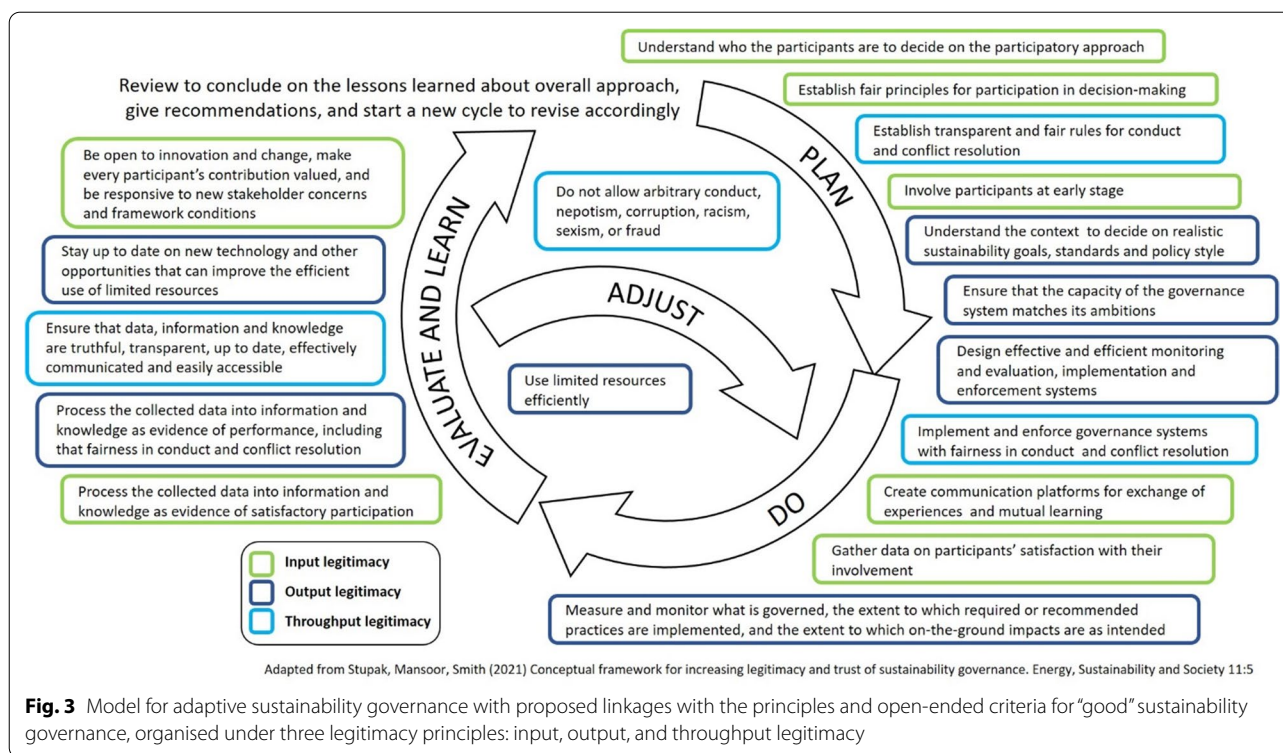 Understand who the participants are to decide on the participatory approach
Review to conclude on the lessons learned about overall approach,
give recommendations, and start a new cycle to revise accordingly
Establish fair principles for participation in decision-making
Establish transparent and fair rules for conduct
and conflict resolution
Involve participants at early stage
Understand the context to decide on realistic
sustainability goals, standards and policy style
Ensure that the capacity of the governance
system matches its ambitions
Design effective and efficient monitoring
and evaluation, implementation and
enforcement systems
Implement and enforce governance systems
with fairness in conduct and conflict resolution
Create communication platforms for exchange of
experiences and mutual learning
Gather data on participants' satisfaction with their
involvement
Measure and monitor what is governed, the extent to which required or recommended
practices are implemented, and the extent to which on-the-ground impacts are as intended
PLAN
DO
EVALUATE AND LEARN
ADJUST
Do not allow arbitrary conduct,
nepotism, corruption, racism,
sexism, or fraud
Use limited resources
efficiently
Be open to innovation and change, make
every participant's contribution valued, and
be responsive to new stakeholder concerns
and framework conditions
Stay up to date on new technology and other
opportunities that can improve the efficient
use of limited resources
Ensure that data, information and knowledge
are truthful, transparent, up to date, effectively
communicated and easily accessible
Process the collected data into information and
knowledge as evidence of performance, including
that fairness in conduct and conflict resolution
Process the collected data into information and
knowledge as evidence of satisfactory participation
Input legitimacy
Output legitimacy
Throughput legitimacy
Adapted from Stupak, Mansoor, Smith (2021) Conceptual framework for increasing legitimacy and trust of sustainability governance. Energy, Sustainability and Society 11:5
Fig. 3 Model for adaptive sustainability governance with proposed linkages with the principles and open-ended criteria for "good" sustainability
governance, organised under three legitimacy principles: input, output, and throughput legitimacy